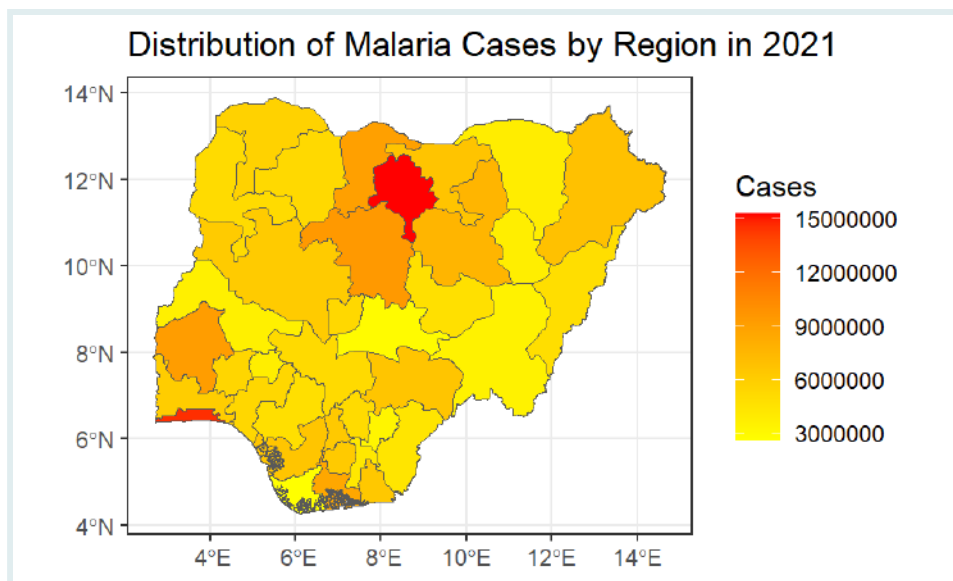 Distribution of Malaria Cases by Region in 2021
14°N
12°N
10°N
8°N
6°N
4°N
4°E 6°E 8°E 10°E 12°E 14°E
Cases
15000000
12000000
9000000
6000000
3000000